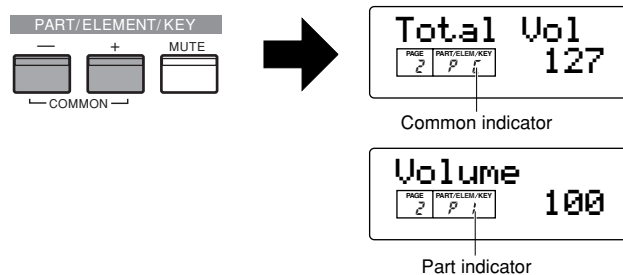 PART/ELEMENT/KEY
— + MUTE
COMMON
Total Vol
PAGE PART/ELEM/KEY
2 P C 127
Common indicator
Volume
PAGE PART/ELEM/KEY
2 P 1 100
Part indicator